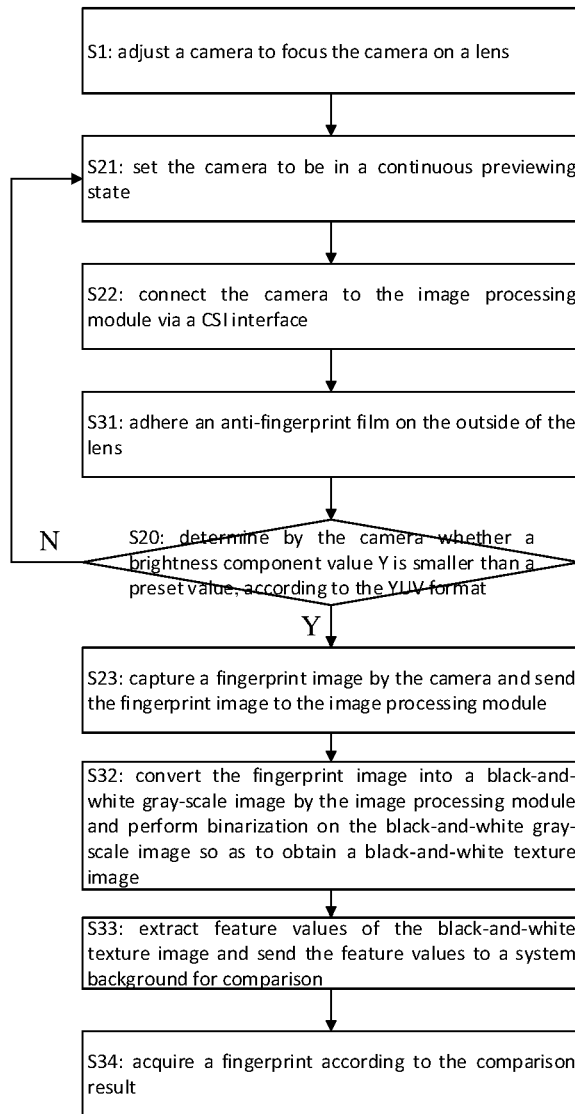 S1: adjust a camera to focus the camera on a lens
S21: set the camera to be in a continuous previewing
state
S22: connect the camera to the image processing
module via a CSI interface
S31: adhere an anti-fingerprint film on the outside of the
lens
N
S20: determine by the camera whether a
brightness component value Y is smaller than a
preset value, according to the YUV format
Y
S23: capture a fingerprint image by the camera and send
the fingerprint image to the image processing module
S32: convert the fingerprint image into a black-and-
white gray-scale image by the image processing module
and perform binarization on the black-and-white gray-
scale image so as to obtain a black-and-white texture
image
S33: extract feature values of the black-and-white
texture image and send the feature values to a system
background for comparison
S34: acquire a fingerprint according to the comparison
result